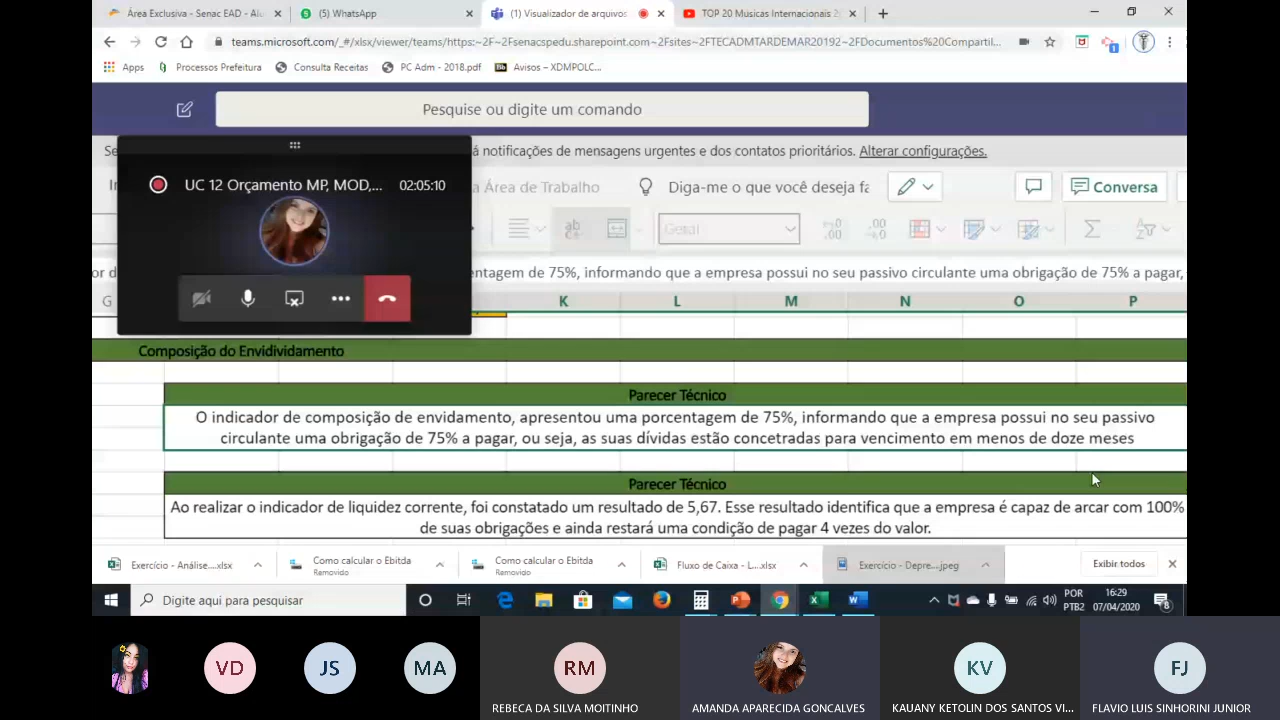 Área Exclusiva - Senac EAD - Alu
(5) WhatsApp
(1) Visualizador de arquivos
TOP 20 Músicas Internacionais 2
teams.microsoft.com/_#/xlsx/viewer/teams/https:~2F~2Fsenacspedu.sharepoint.com~2Fsites~2FTECADMTARDEMAR20192~2FDocumentos%20Compartil...
Apps
Processos Prefeitura
Consulta Receitas
PC Adm - 2018.pdf
Avisos – XDMPOLC...
Pesquise ou digite um comando
á notificações de mensagens urgentes e dos contatos prioritários. Alterar configurações.
UC 12 Orçamento MP, MOD,...
02:05:10
a Área de Trabalho
Diga-me o que você deseja fa
Conversa
Geral
entagem de 75%, informando que a empresa possui no seu passivo circulante uma obrigação de 75% a pagar,
G K L M N O P
Composição do Envidividamento
Parecer Técnico
O indicador de composição de envidamento, apresentou uma porcentagem de 75%, informando que a empresa possui no seu passivo
circulante uma obrigação de 75% a pagar, ou seja, as suas dívidas estão concetradas para vencimento em menos de doze meses
Parecer Técnico
Ao realizar o indicador de liquidez corrente, foi constatado um resultado de 5,67. Esse resultado identifica que a empresa é capaz de arcar com 100%
de suas obrigações e ainda restará uma condição de pagar 4 vezes do valor.
Exercício - Análise....xlsx
Como calcular o Ebitda
Removido
Como calcular o Ebitda
Removido
Fluxo de Caixa - L....xlsx
Exercício - Depre....jpeg
Exibir todos
Digite aqui para pesquisar
POR
PTB2
16:29
07/04/2020
8
VD
JS
MA
RM
KV
FJ
REBECA DA SILVA MOITINHO
AMANDA APARECIDA GONCALVES
KAUANY KETOLIN DOS SANTOS VI...
FLAVIO LUIS SINHORINI JUNIOR